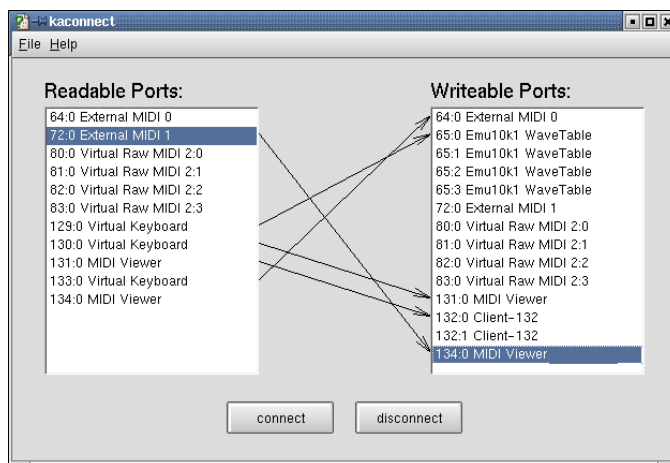 kaconnect
File Help
Readable Ports:
64:0 External MIDI 0
72:0 External MIDI 1
80:0 Virtual Raw MIDI 2:0
81:0 Virtual Raw MIDI 2:1
82:0 Virtual Raw MIDI 2:2
83:0 Virtual Raw MIDI 2:3
129:0 Virtual Keyboard
130:0 Virtual Keyboard
131:0 MIDI Viewer
133:0 Virtual Keyboard
134:0 MIDI Viewer
Writeable Ports:
64:0 External MIDI 0
65:0 Emu10k1 WaveTable
65:1 Emu10k1 WaveTable
65:2 Emu10k1 WaveTable
65:3 Emu10k1 WaveTable
72:0 External MIDI 1
80:0 Virtual Raw MIDI 2:0
81:0 Virtual Raw MIDI 2:1
82:0 Virtual Raw MIDI 2:2
83:0 Virtual Raw MIDI 2:3
131:0 MIDI Viewer
132:0 Client-132
132:1 Client-132
134:0 MIDI Viewer
connect
disconnect